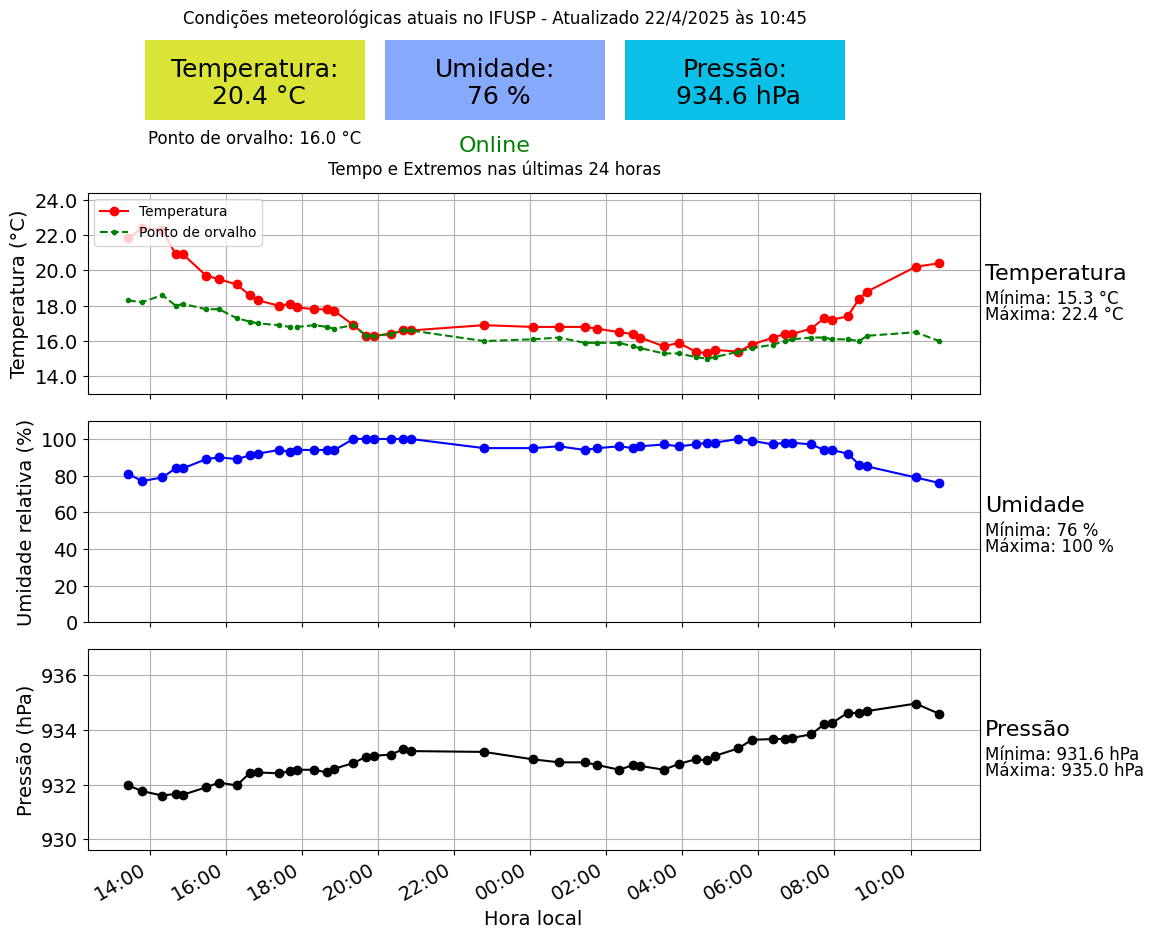 Condições meteorológicas atuais no IFUSP - Atualizado 22/4/2025 às 10:45
Temperatura:
20.4 °C
Umidade:
76 %
Pressão:
934.6 hPa
Ponto de orvalho: 16.0 °C
Online
Tempo e Extremos nas últimas 24 horas
Temperatura (°C)
24.0
22.0
20.0
18.0
16.0
14.0
Temperatura
Ponto de orvalho
Temperatura
Mínima: 15.3 °C
Máxima: 22.4 °C
Umidade relativa (%)
100
80
60
40
20
0
Umidade
Mínima: 76 %
Máxima: 100 %
Pressão (hPa)
936
934
932
930
Pressão
Mínima: 931.6 hPa
Máxima: 935.0 hPa
14:00
16:00
18:00
20:00
22:00
00:00
02:00
04:00
06:00
08:00
10:00
Hora local